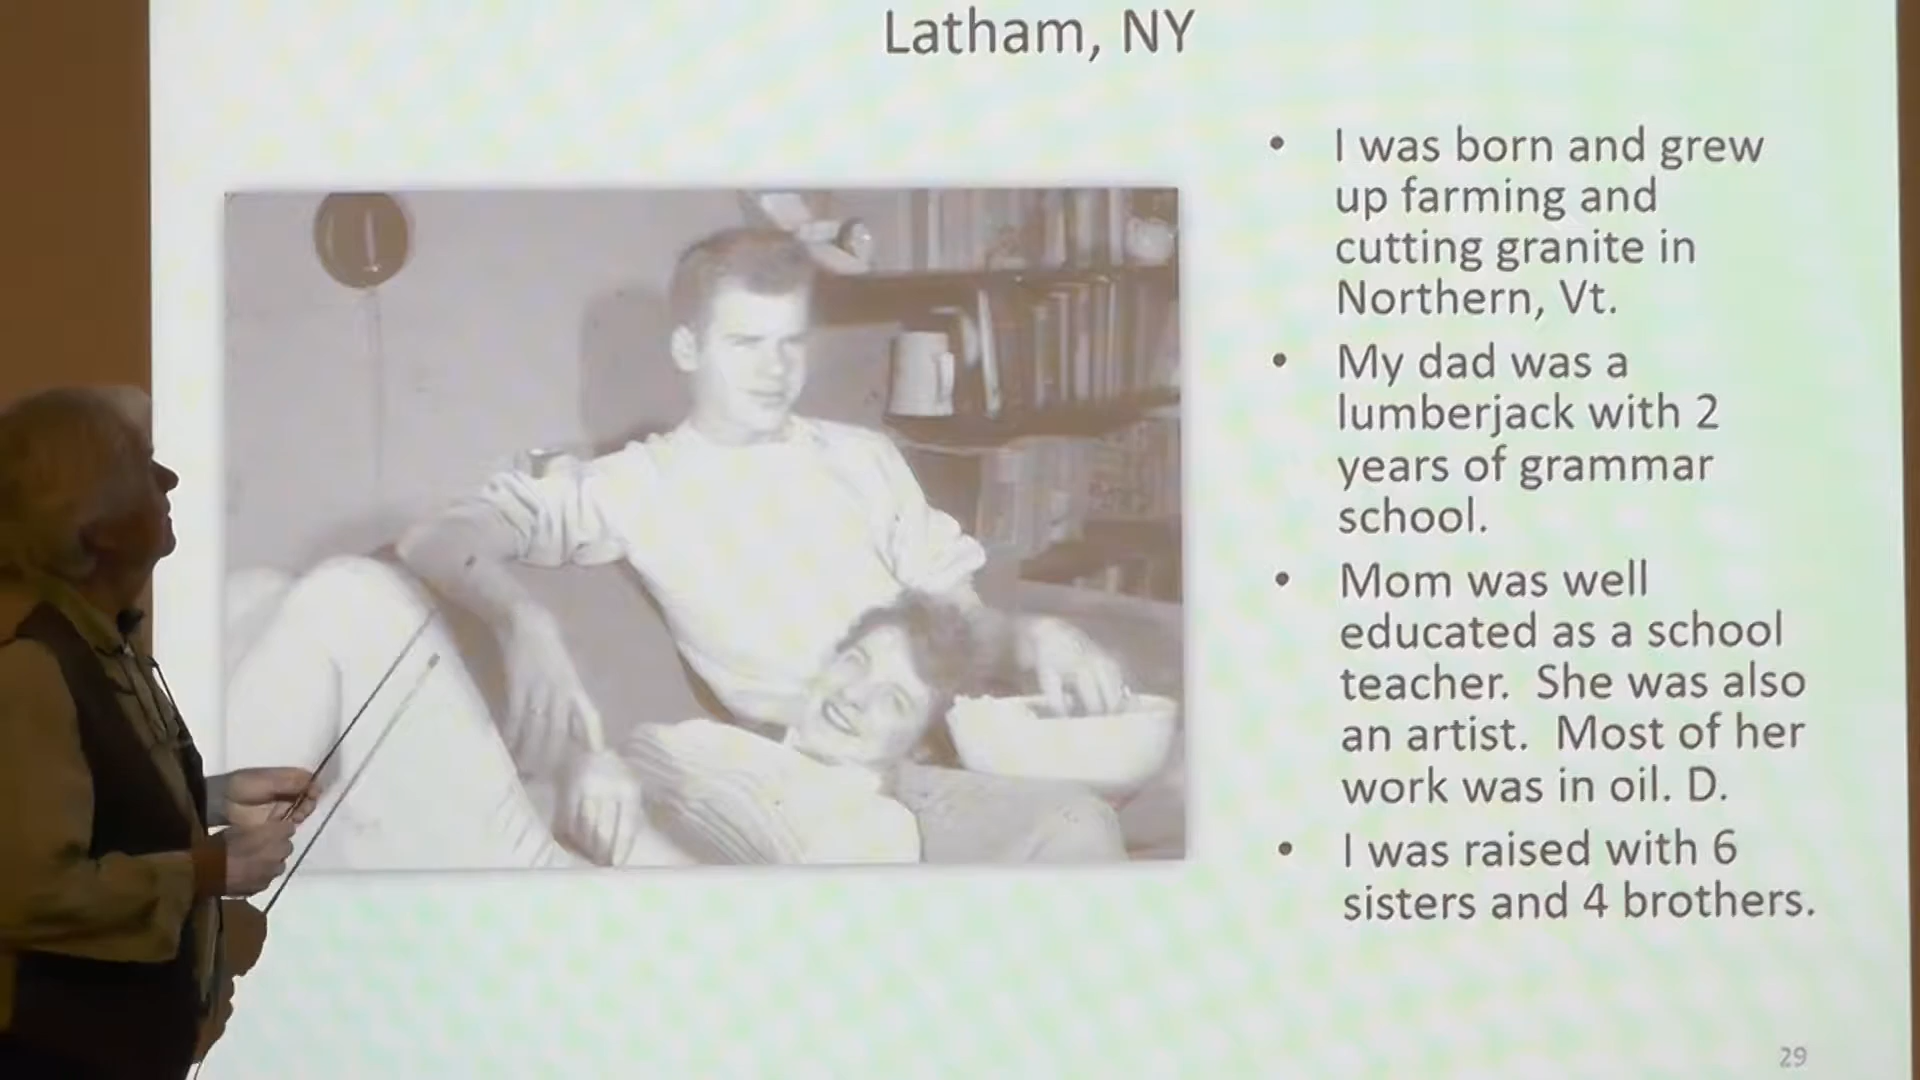 Latham, NY
• I was born and grew
up farming and
cutting granite in
Northern, Vt.
• My dad was a
lumberjack with 2
years of grammar
school.
• Mom was well
educated as a school
teacher. She was also
an artist. Most of her
work was in oil. D.
• I was raised with 6
sisters and 4 brothers.
29